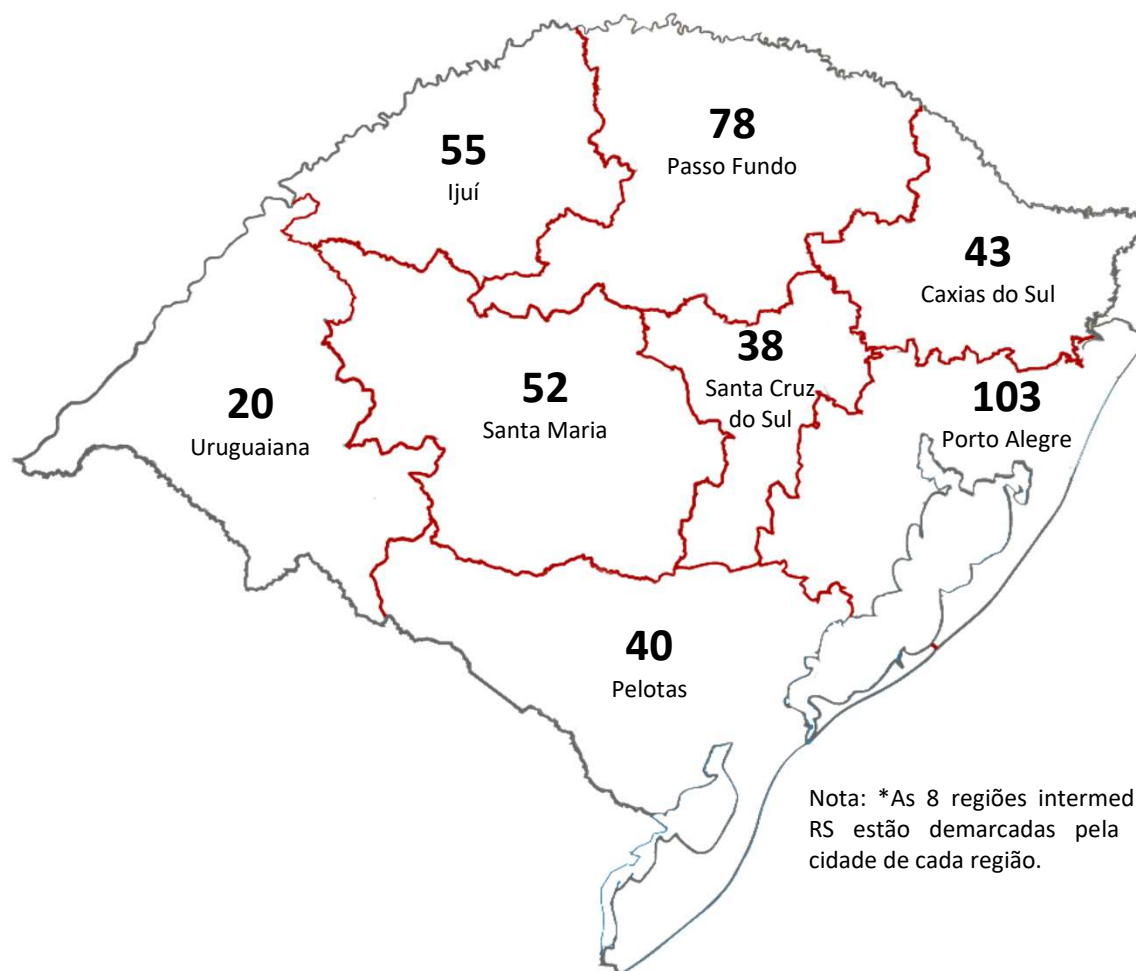 78
Passo Fundo
55
Ijuí
43
Caxias do Sul
38
Santa Cruz
do Sul
52
Santa Maria
20
Uruguaiana
103
Porto Alegre
40
Pelotas
Nota: *As 8 regiões intermed
RS estão demarcadas pela
cidade de cada região.